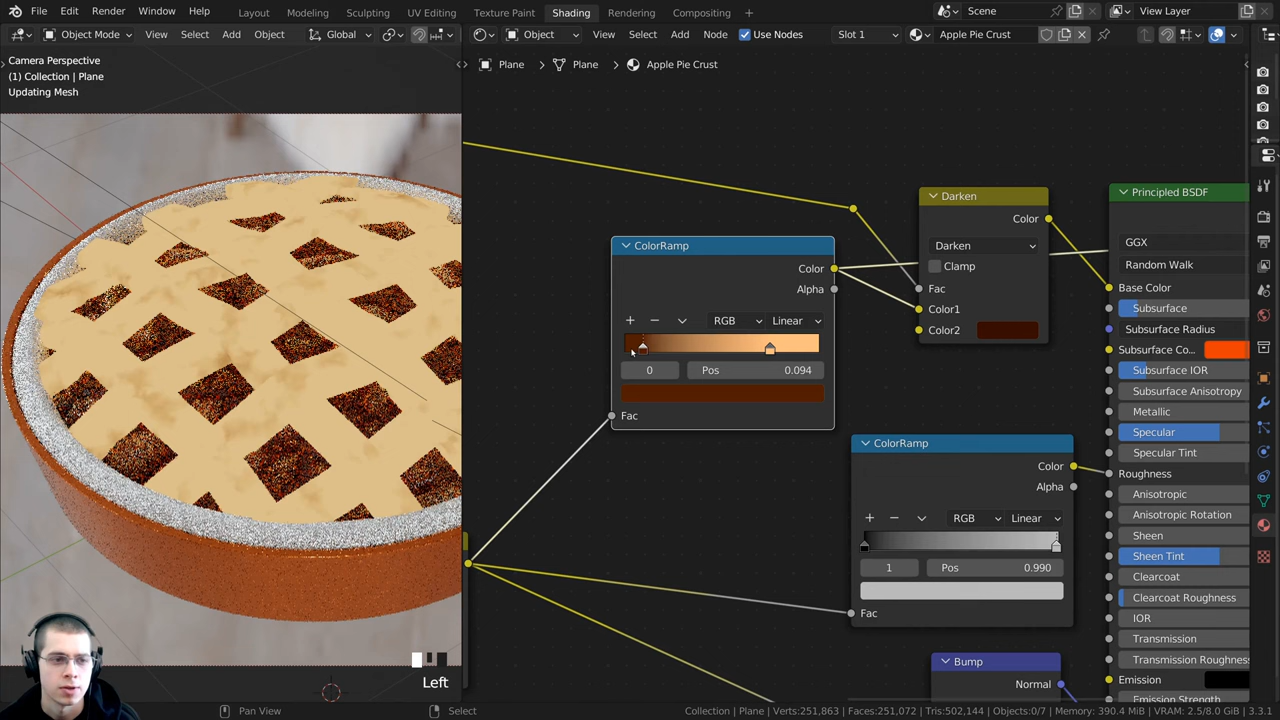 File Edit Render Window Help Layout Modeling Sculpting UV Editing Texture Paint Shading Rendering Compositing + Scene View Layer
Object Mode View Select Add Object Global Object View Select Add Node Use Nodes Slot 1 Apple Pie Crust
Camera Perspective
(1) Collection | Plane
Updating Mesh
Plane > Plane > Apple Pie Crust
ColorRamp
Color
Alpha
RGB Linear
0 Pos 0.094
Fac
Darken
Color
Darken
Clamp
Fac
Color1
Color2
ColorRamp
Color
Alpha
RGB Linear
1 Pos 0.990
Fac
Bump
Normal
Principled BSDF
GGX
Random Walk
Base Color
Subsurface
Subsurface Radius
Subsurface Co...
Subsurface IOR
Subsurface Anisotropy
Metallic
Specular
Specular Tint
Roughness
Anisotropic
Anisotropic Rotation
Sheen
Sheen Tint
Clearcoat
Clearcoat Roughness
IOR
Transmission
Transmission Roughness
Emission
Emission Strength
Left
Pan View Select Collection | Plane | Verts:251,863 | Faces:251,072 | Tris:502,144 | Objects:0/7 | Memory: 390.4 MiB | VRAM: 2.5/8.0 GiB | 3.3.1